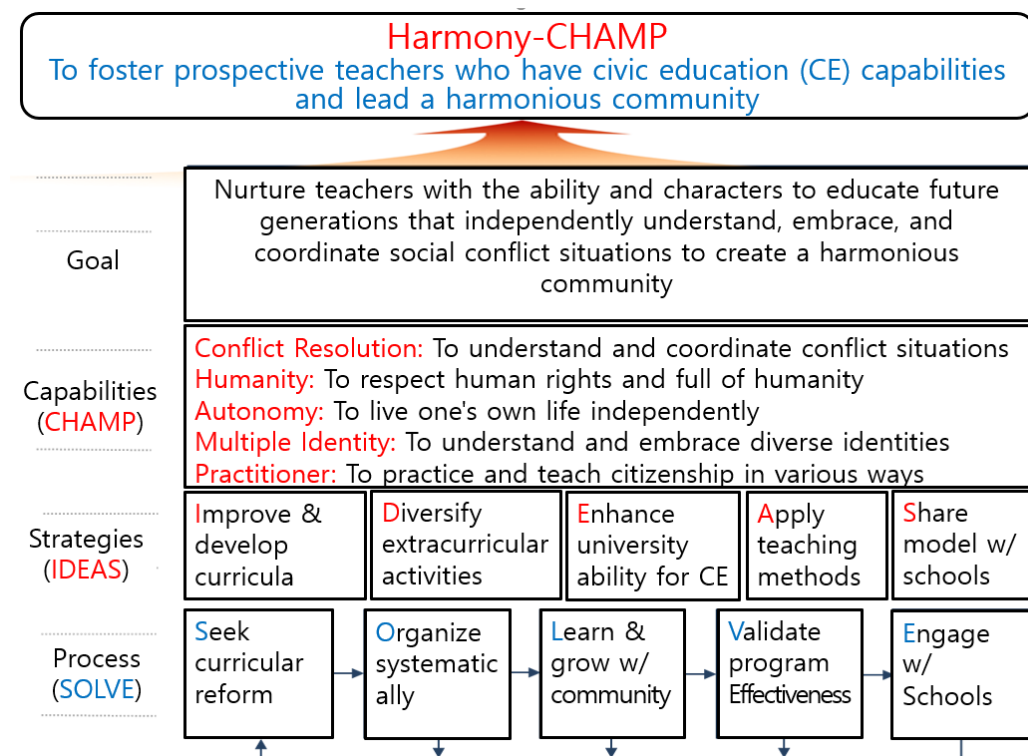 Harmony-CHAMP
To foster prospective teachers who have civic education (CE) capabilities
and lead a harmonious community
Goal
Nurture teachers with the ability and characters to educate future
generations that independently understand, embrace, and
coordinate social conflict situations to create a harmonious
community
Capabilities
(CHAMP)
Conflict Resolution: To understand and coordinate conflict situations
Humanity: To respect human rights and full of humanity
Autonomy: To live one's own life independently
Multiple Identity: To understand and embrace diverse identities
Practitioner: To practice and teach citizenship in various ways
Strategies
(IDEAS)
Improve &
develop
curricula
Diversify
extracurricular
activities
Enhance
university
ability for CE
Apply
teaching
methods
Share
model w/
schools
Process
(SOLVE)
Seek
curricular
reform
Organize
systematic
ally
Learn &
grow w/
community
Validate
program
Effectiveness
Engage
w/
Schools